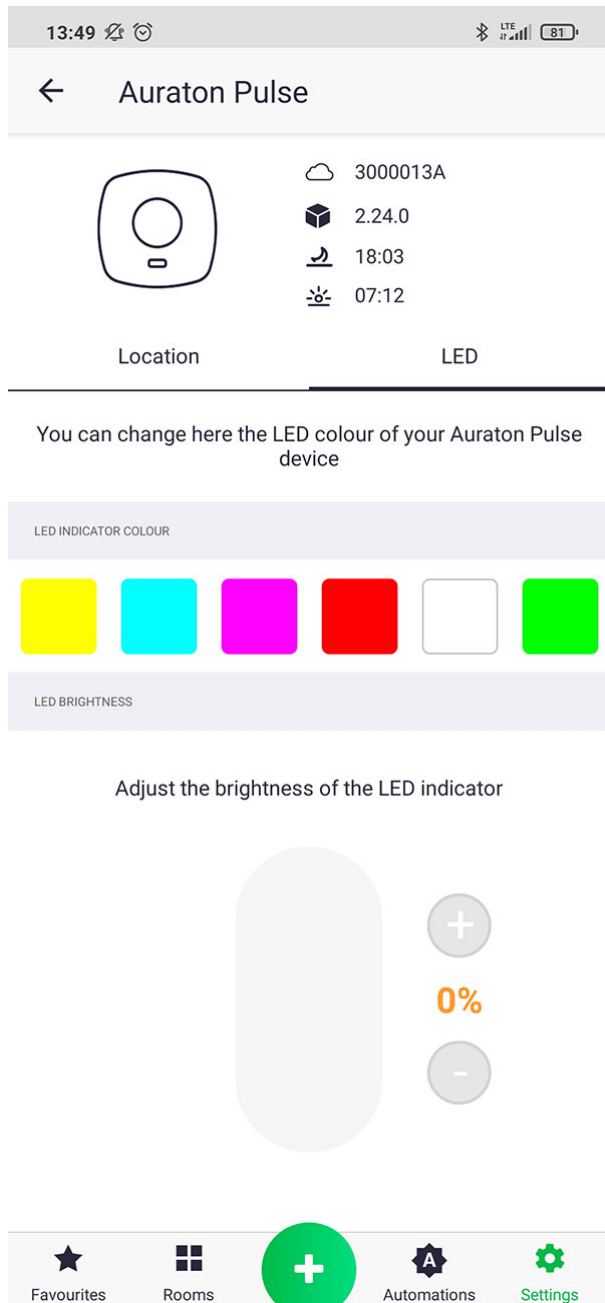 13:49 LTE 81
Auraton Pulse
3000013A
2.24.0
18:03
07:12
Location LED
You can change here the LED colour of your Auraton Pulse
device
LED INDICATOR COLOUR
LED BRIGHTNESS
Adjust the brightness of the LED indicator
+
0%
-
+
A
Favourites Rooms Automations Settings